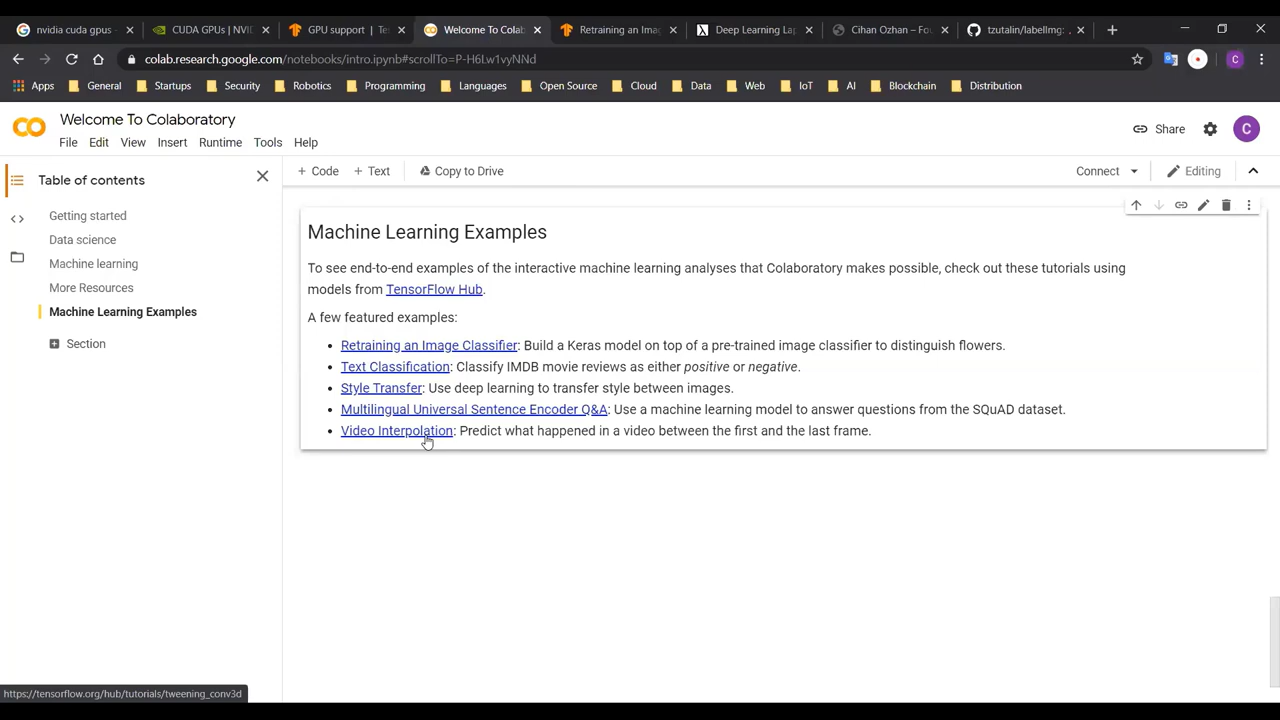 nvidia cuda gpus -
CUDA GPUs | NVID
GPU support | Te
Welcome To Colab
Retraining an Ima
Deep Learning Lap
Cihan Ozhan – Fou
tzutalin/labelImg:
colab.research.google.com/notebooks/intro.ipynb#scrollTo=P-H6Lw1vyNNd
C
Apps
General
Startups
Security
Robotics
Programming
Languages
Open Source
Cloud
Data
Web
IoT
AI
Blockchain
Distribution
Welcome To Colaboratory
File Edit View Insert Runtime Tools Help
Share
C
Table of contents
Getting started
Data science
Machine learning
More Resources
Machine Learning Examples
Section
+ Code + Text Copy to Drive
Connect
Editing
Machine Learning Examples
To see end-to-end examples of the interactive machine learning analyses that Colaboratory makes possible, check out these tutorials using
models from TensorFlow Hub.
A few featured examples:
• Retraining an Image Classifier: Build a Keras model on top of a pre-trained image classifier to distinguish flowers.
• Text Classification: Classify IMDB movie reviews as either positive or negative.
• Style Transfer: Use deep learning to transfer style between images.
• Multilingual Universal Sentence Encoder Q&A: Use a machine learning model to answer questions from the SQuAD dataset.
• Video Interpolation: Predict what happened in a video between the first and the last frame.
https://tensorflow.org/hub/tutorials/tweening_conv3d